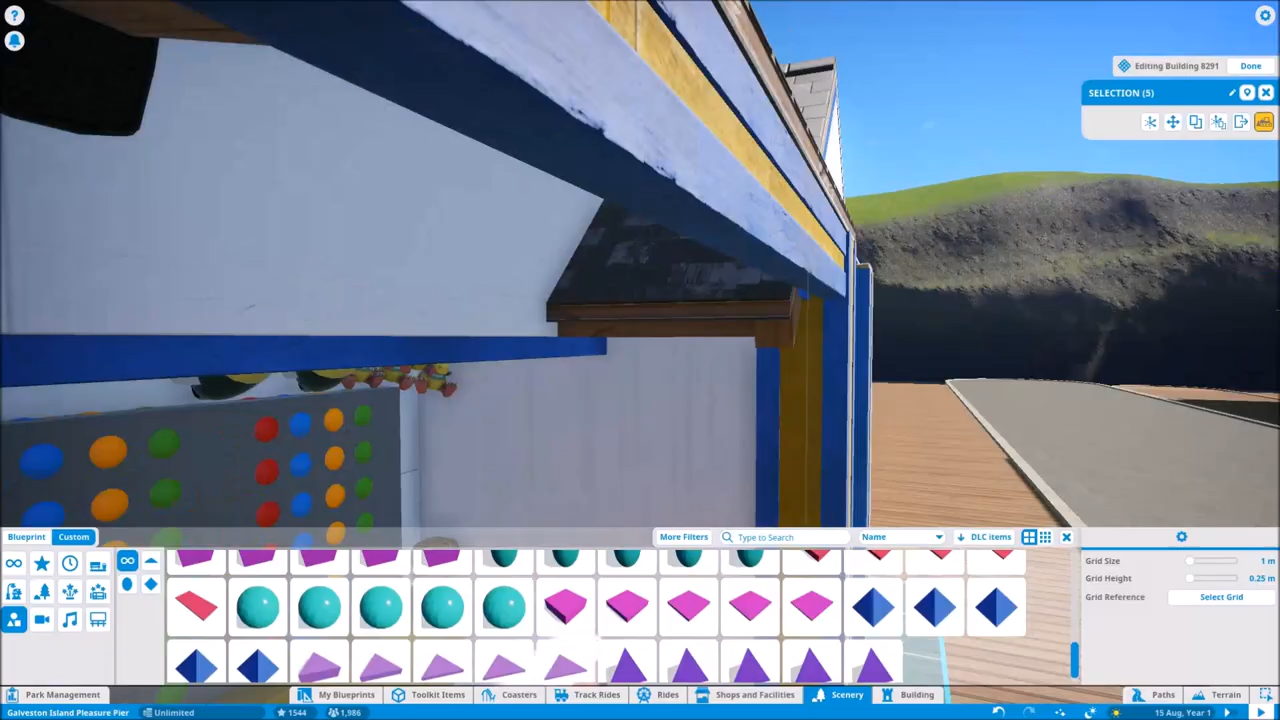 ?
Editing Building 8291 Done
SELECTION (5)
Blueprint Custom More Filters Type to Search Name DLC items
Grid Size 1 m
Grid Height 0.25 m
Grid Reference Select Grid
Park Management My Blueprints Toolkit Items Coasters Track Rides Rides Shops and Facilities Scenery Building Paths Terrain
Galveston Island Pleasure Pier Unlimited 1544 1,986 15 Aug, Year 1